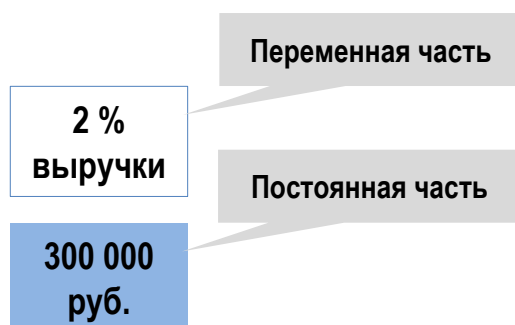 Переменная часть
2 %
выручки
Постоянная часть
300 000
руб.